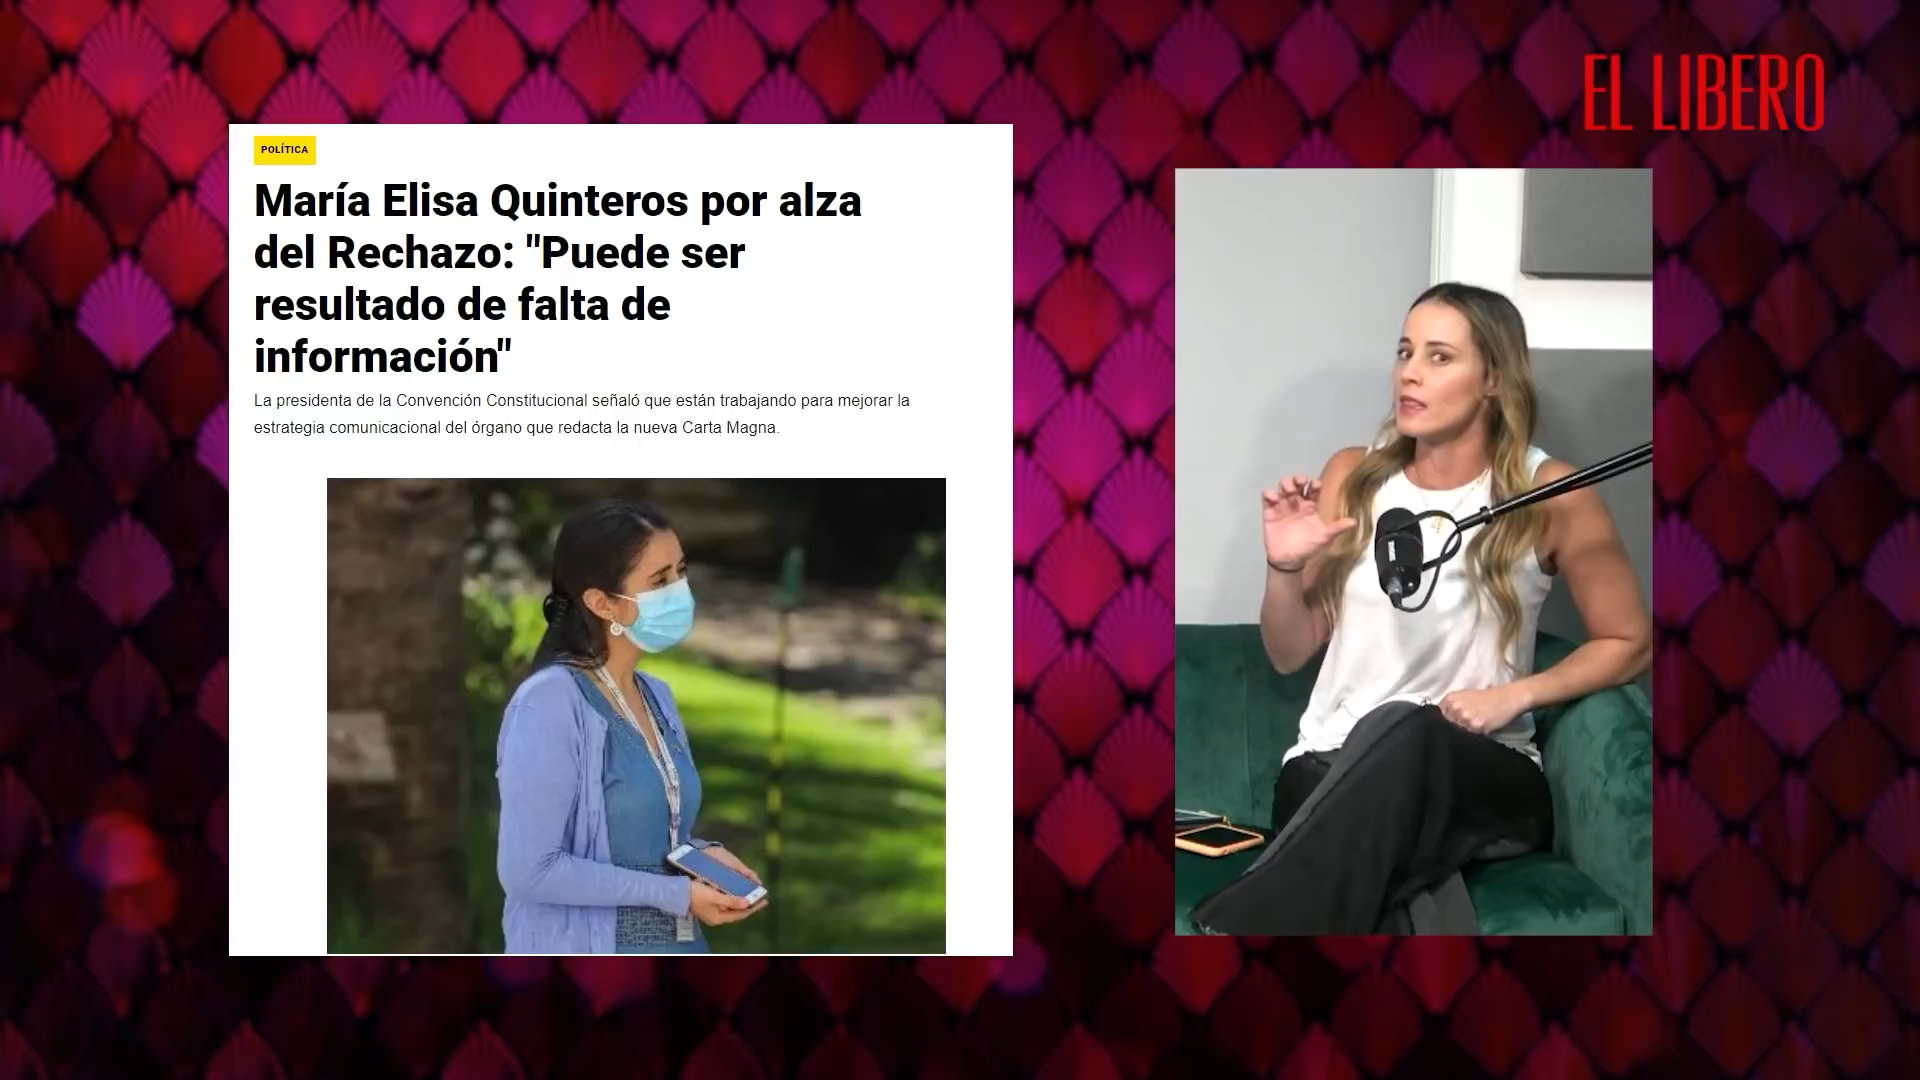 EL LIBERO
POLÍTICA
María Elisa Quinteros por alza
del Rechazo: "Puede ser
resultado de falta de
información"
La presidenta de la Convención Constitucional señaló que están trabajando para mejorar la
estrategia comunicacional del órgano que redacta la nueva Carta Magna.